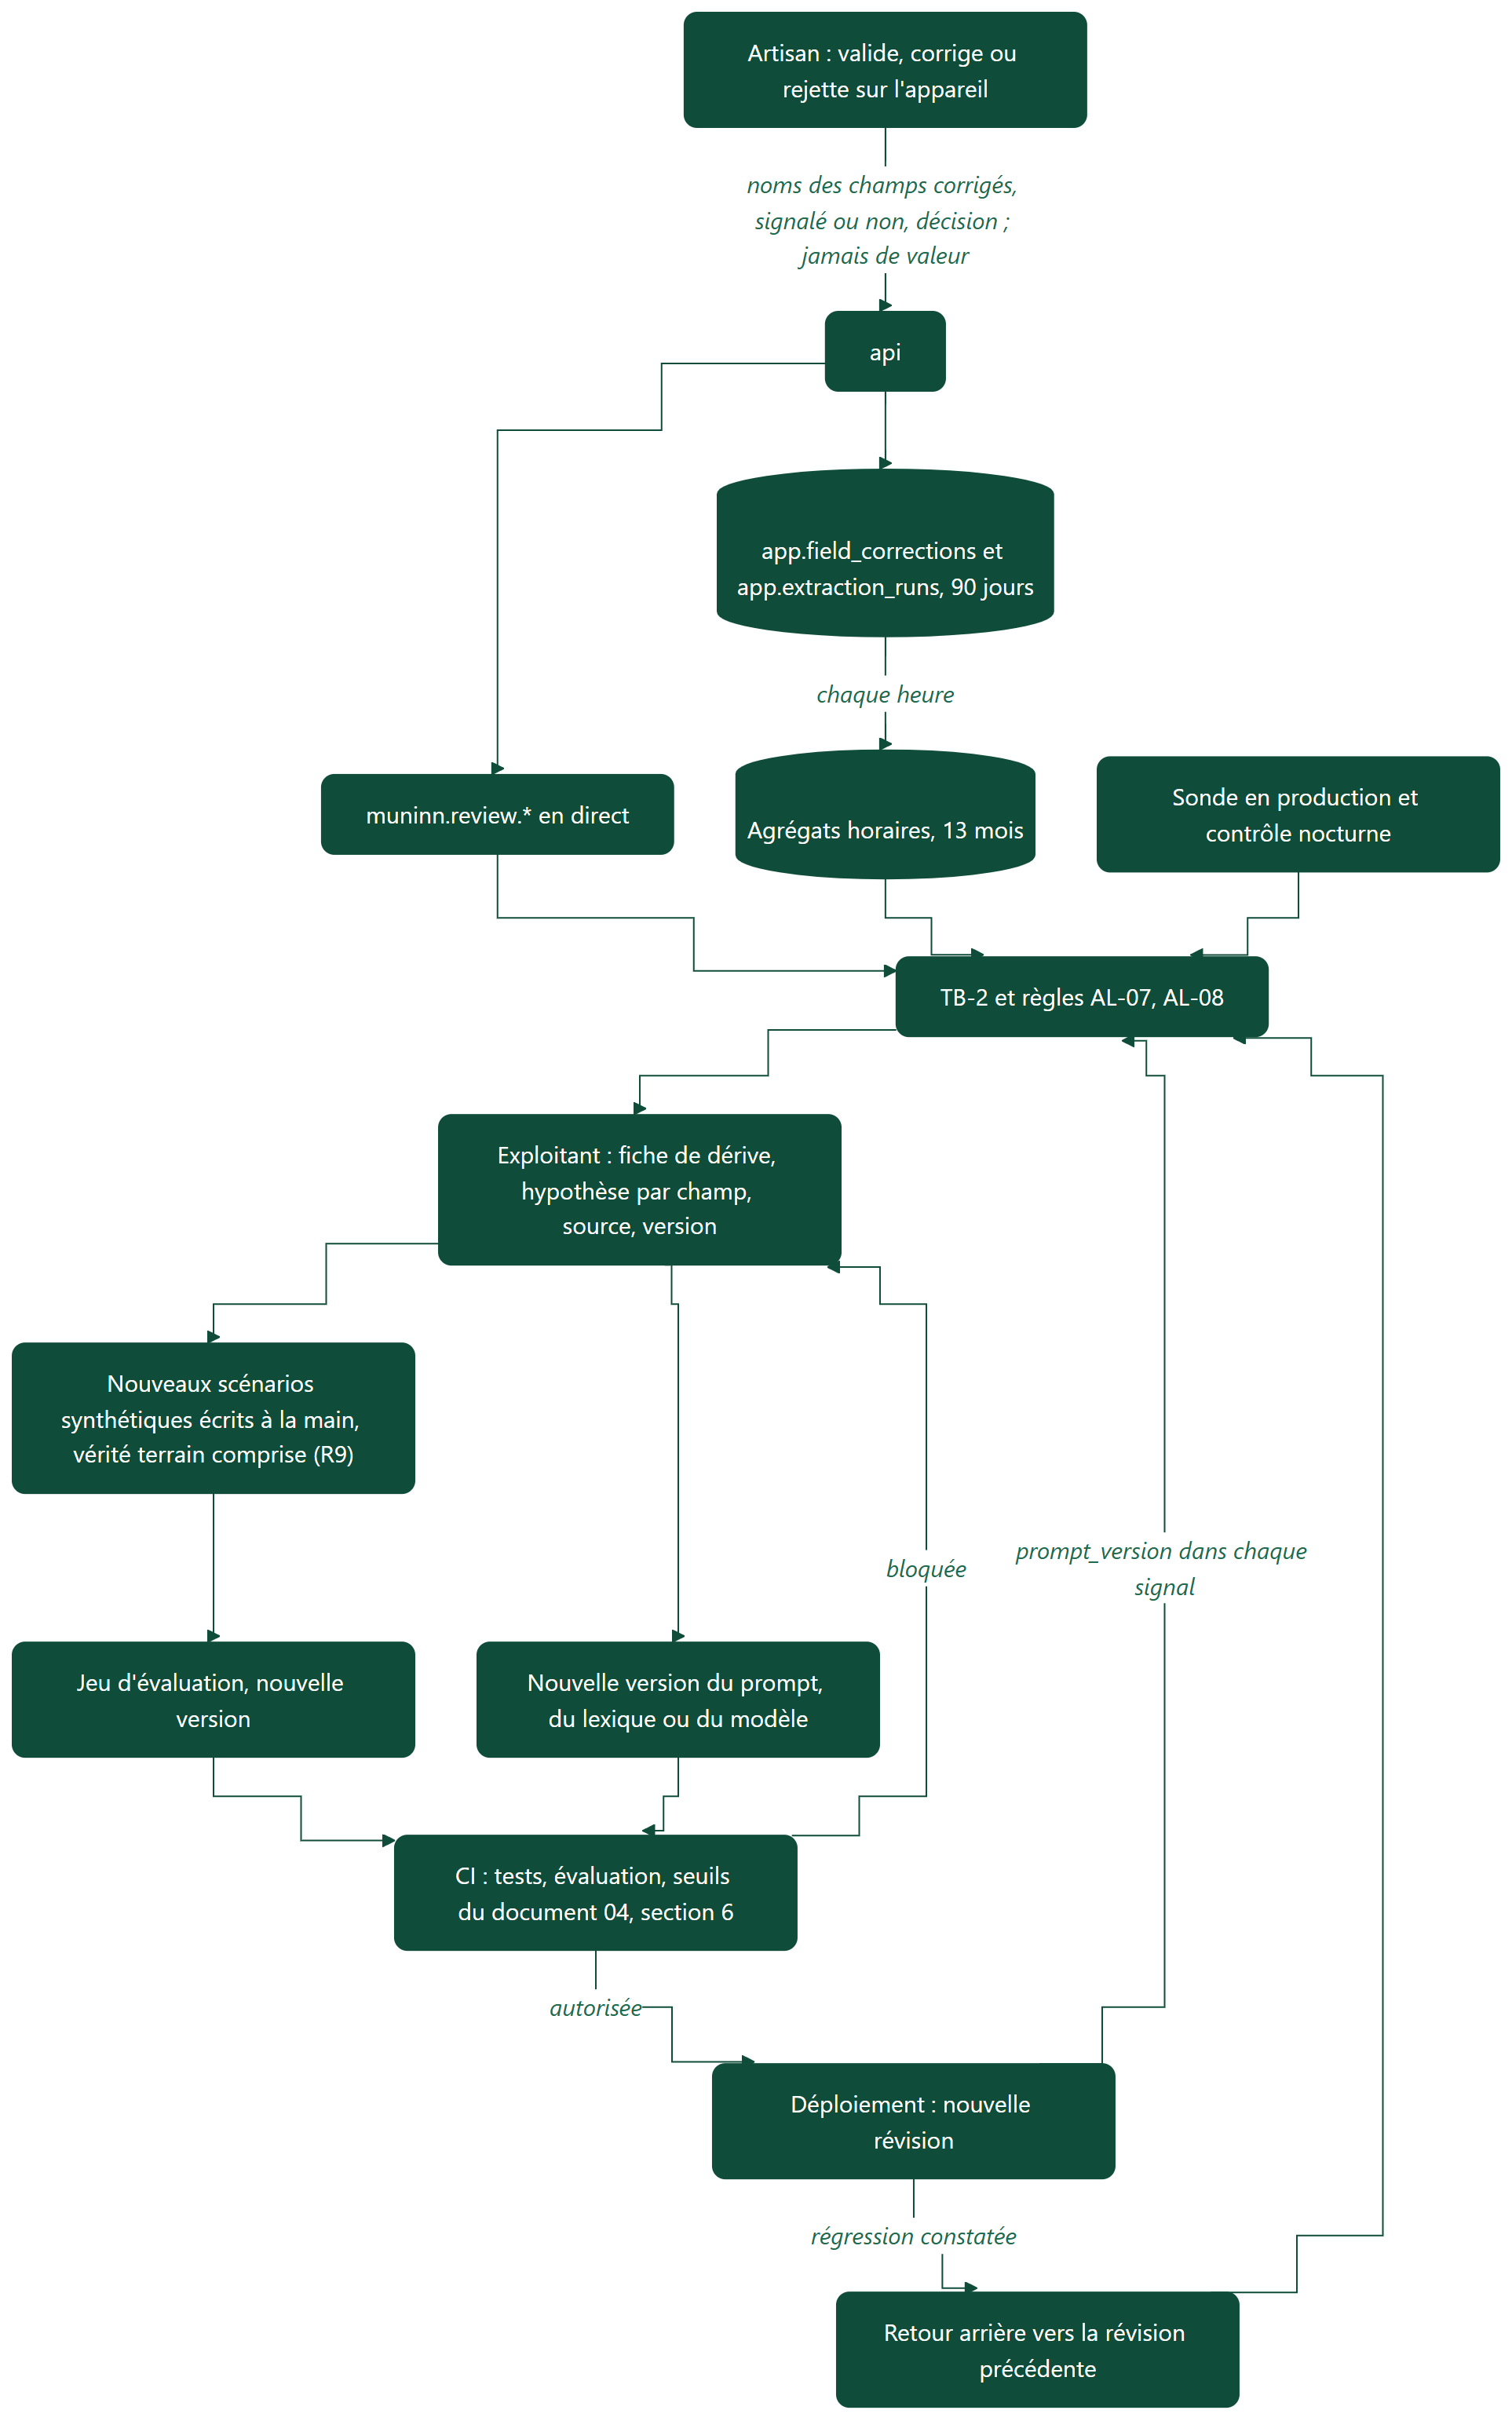 Artisan : valide, corrige ou
rejette sur l'appareil
noms des champs corrigés,
signalé ou non, décision ;
jamais de valeur
api
app.field_corrections et
app.extraction_runs, 90 jours
chaque heure
muninn.review.* en direct
Agrégats horaires, 13 mois
Sonde en production et
contrôle nocturne
TB-2 et règles AL-07, AL-08
Exploitant : fiche de dérive,
hypothèse par champ,
source, version
Nouveaux scénarios
synthétiques écrits à la main,
vérité terrain comprise (R9)
bloquée
prompt_version dans chaque
signal
Jeu d'évaluation, nouvelle
version
Nouvelle version du prompt,
du lexique ou du modèle
CI : tests, évaluation, seuils
du document 04, section 6
autorisée
Déploiement : nouvelle
révision
régression constatée
Retour arrière vers la révision
précédente